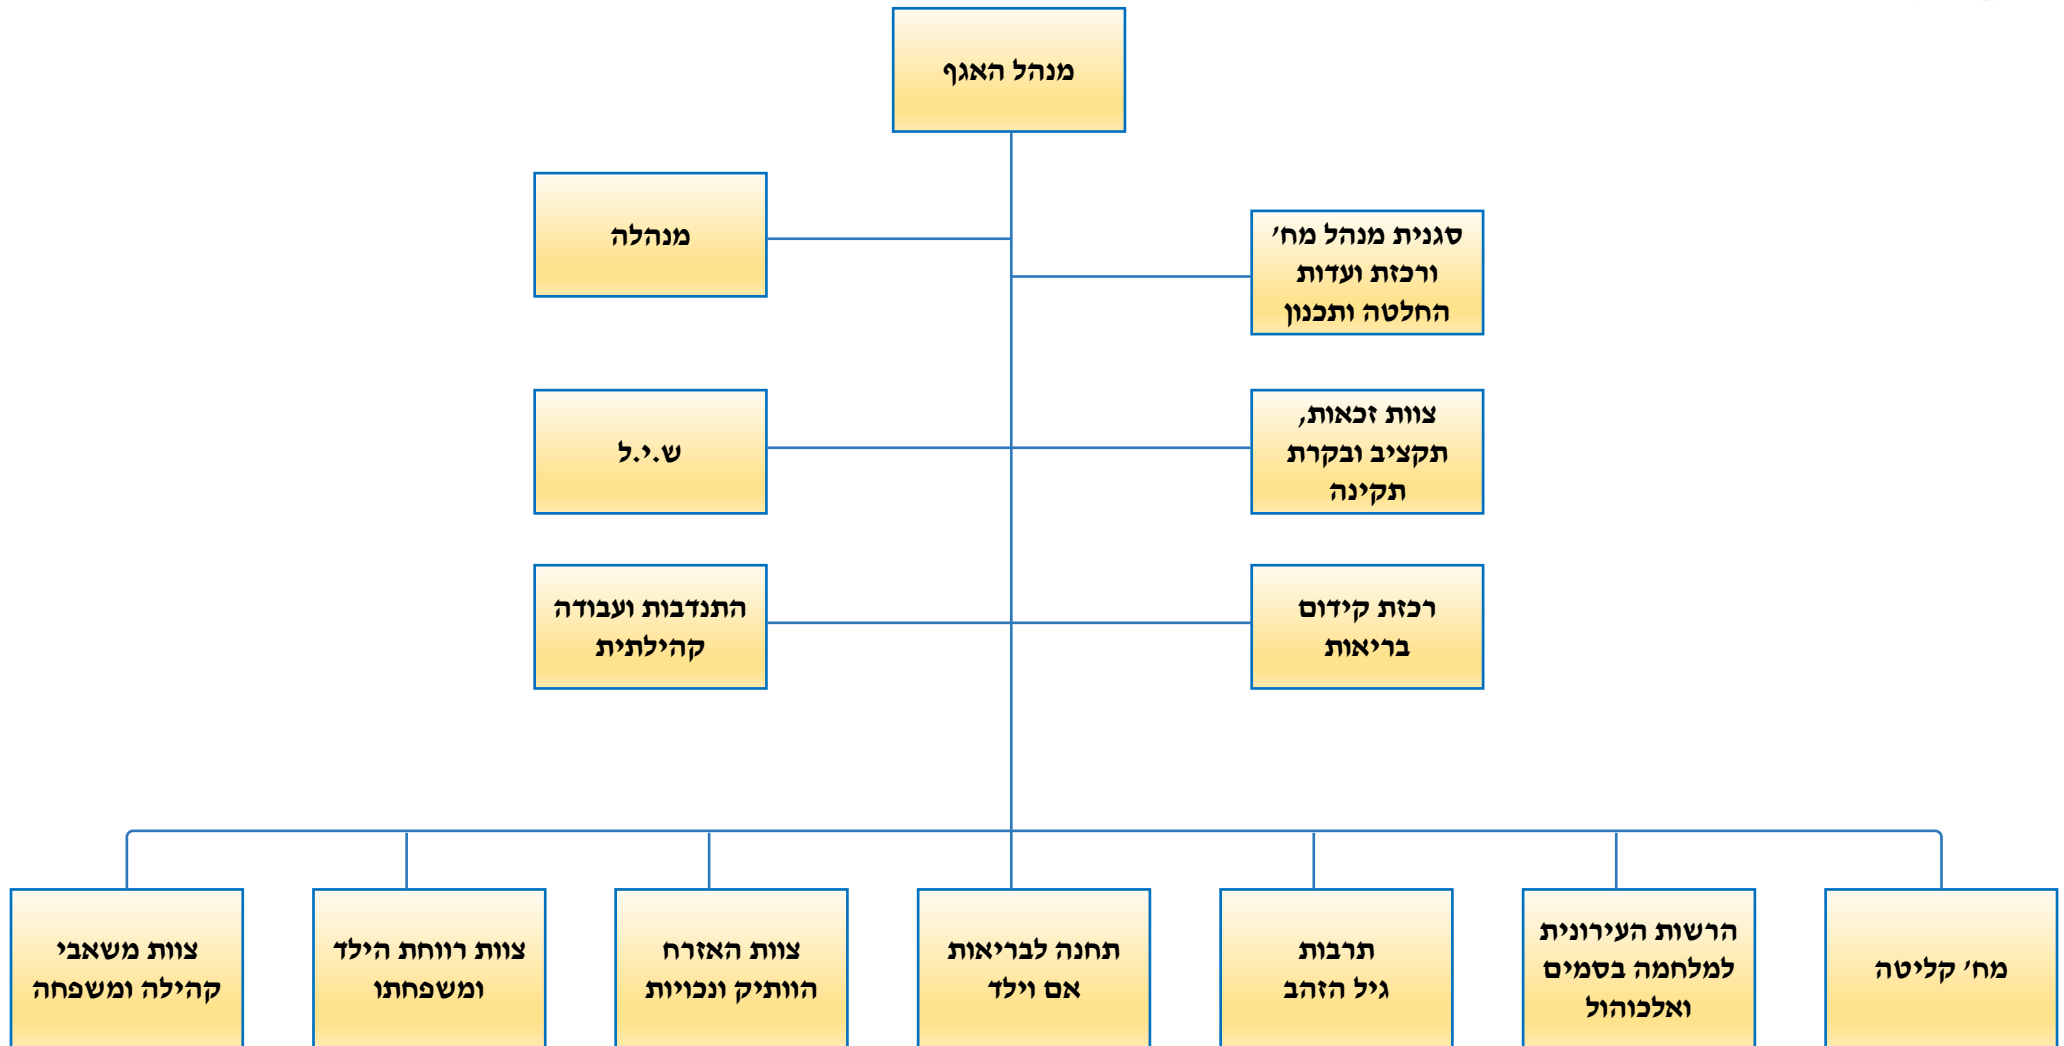 מנהל האגף
סגנית מנהל מח'
ורכזת ועדות
החלטה ותכנון
מנהלה
צוות זכאות,
תקציב ובקרת
תקינה
ש.י.ל
רכזת קידום
בריאות
התנדבות ועבודה
קהילתית
מח' קליטה
הרשות העירונית
למלחמה בסמים
ואלכוהול
תרבות
גיל הזהב
תחנה לבריאות
אם וילד
צוות האזרח
הוותיק ונכויות
צוות רווחת הילד
ומשפחתו
צוות משאבי
קהילה ומשפחה